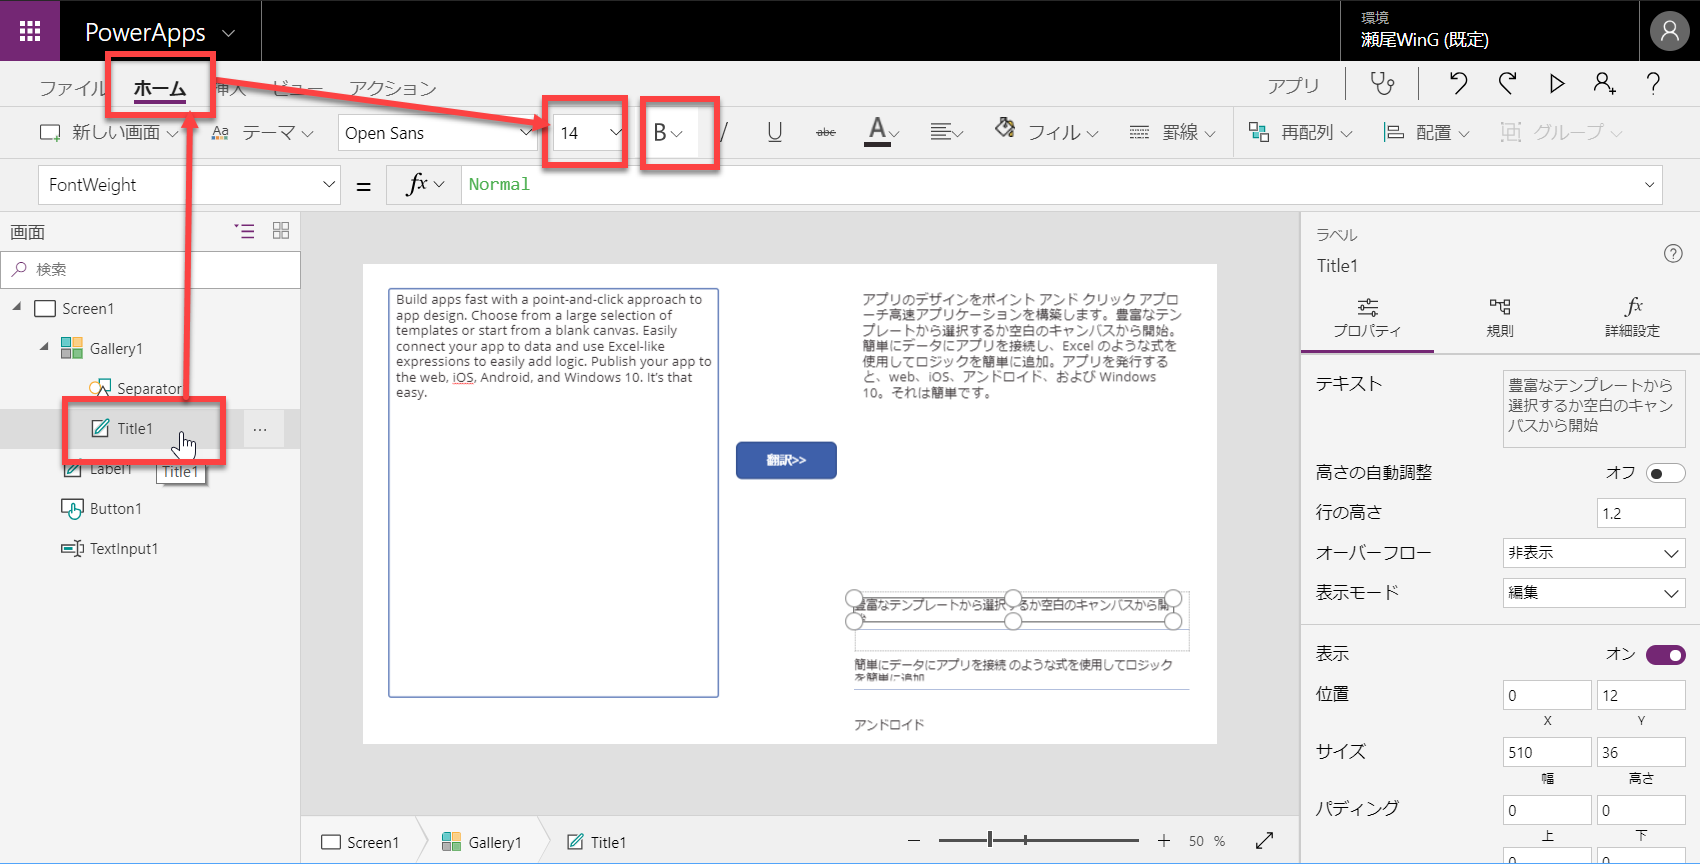 PowerApps
環境
瀬尾WinG (既定)
ファイル
ホーム
挿入
ビュー
アクション
アプリ
新しい画面
Aa テーマ
Open Sans
14
B
/
U
abc
A
フィル
罫線
再配列
配置
グループ
FontWeight
=
fx
Normal
画面
検索
Screen1
Gallery1
Separator
Title1
...
Label1
Title1
Button1
TextInput1
Build apps fast with a point-and-click approach to
app design. Choose from a large selection of
templates or start from a blank canvas. Easily
connect your app to data and use Excel-like
expressions to easily add logic. Publish your app to
the web, iOS, Android, and Windows 10. It's that
easy.
翻訳>>
アプリのデザインをポイント アンド クリック アプロ
ーチ高速アプリケーションを構築します。豊富なテン
プレートから選択するか空白のキャンバスから開始。
簡単にデータにアプリを接続し、Excel のような式を
使用してロジックを簡単に追加。アプリを発行する
と、web、iOS、アンドロイド、および Windows
10。それは簡単です。
豊富なテンプレートから選択するか空白のキャンバスから開
簡単にデータにアプリを接続 のような式を使用してロジック
を簡単に追加
アンドロイド
Screen1
Gallery1
Title1
50 %
ラベル
Title1
?
プロパティ
規則
fx
詳細設定
テキスト
豊富なテンプレートから
選択するか空白のキャン
バスから開始
高さの自動調整
オフ
行の高さ
1.2
オーバーフロー
非表示
表示モード
編集
表示
オン
位置
0
12
X
Y
サイズ
510
36
幅
高さ
パディング
0
0
上
下